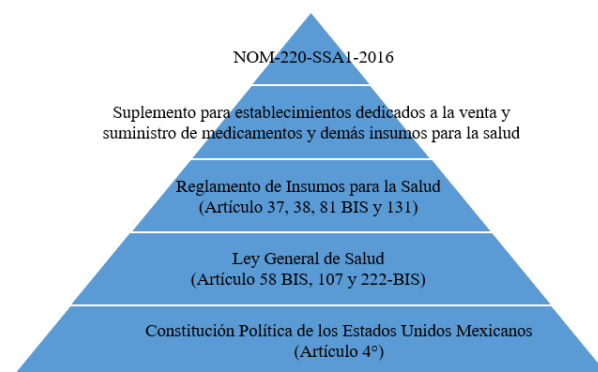 NOM-220-SSA1-2016
Suplemento para establecimientos dedicados a la venta y
suministro de medicamentos y demás insumos para la salud
Reglamento de Insumos para la Salud
(Artículo 37, 38, 81 BIS y 131)
Ley General de Salud
(Artículo 58 BIS, 107 y 222-BIS)
Constitución Política de los Estados Unidos Mexicanos
(Artículo 4°)